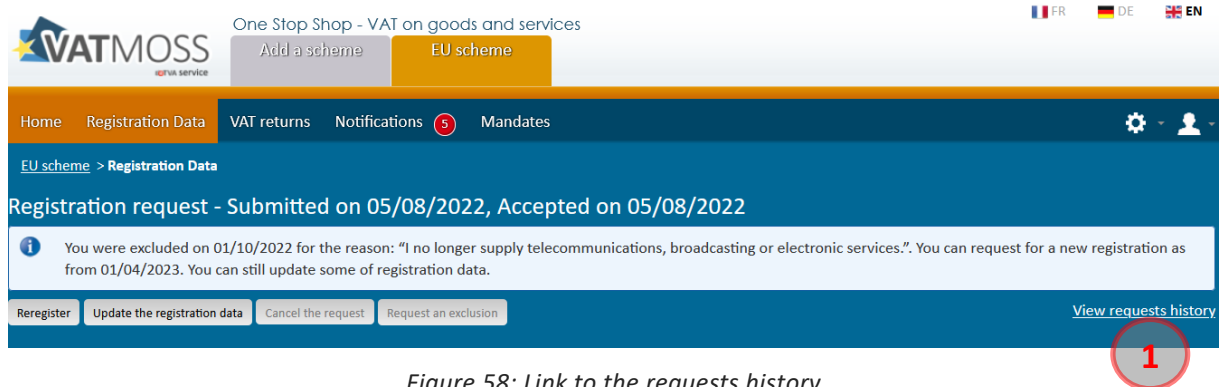 FR DE EN
One Stop Shop - VAT on goods and services
VATMOSS
TVA service
Add a scheme EU scheme
Home Registration Data VAT returns Notifications 5 Mandates
EU scheme > Registration Data
Registration request - Submitted on 05/08/2022, Accepted on 05/08/2022
You were excluded on 01/10/2022 for the reason: “I no longer supply telecommunications, broadcasting or electronic services.”. You can request for a new registration as
from 01/04/2023. You can still update some of registration data.
Reregister Update the registration data Cancel the request Request an exclusion View requests history
1
Figure 58: Link to the requests history